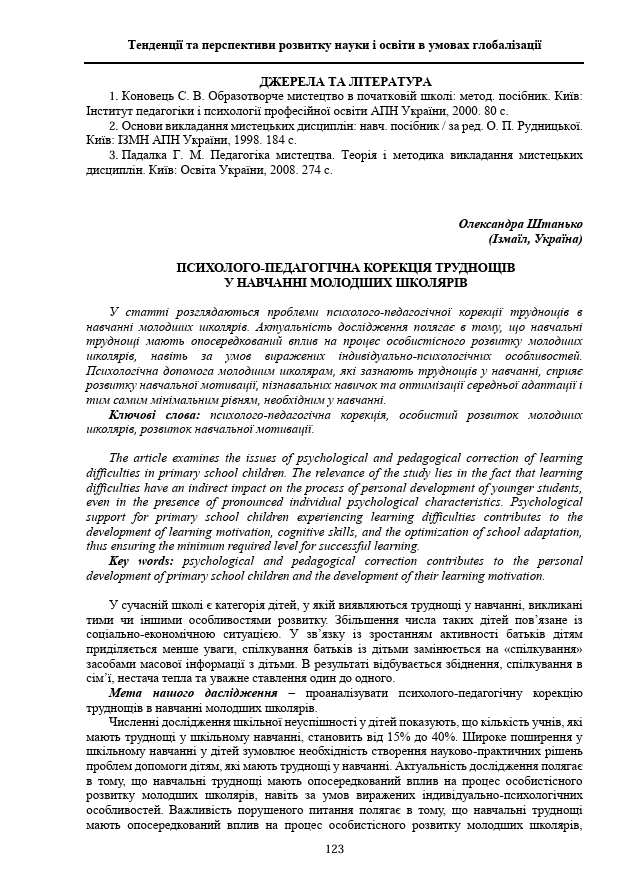 Тенденції та перспективи розвитку науки і освіти в умовах глобалізації
ДЖЕРЕЛА ТА ЛІТЕРАТУРА
1. Коновець С. В. Образотворче мистецтво в початковій школі: метод. посібник. Київ:
Інститут педагогіки і психології професійної освіти АПН України, 2000. 80 с.
2. Основи викладання мистецьких дисциплін: навч. посібник / за ред. О. П. Рудницької.
Київ: ІЗМН АПН України, 1998. 184 с.
3. Падалка Г. М. Педагогіка мистецтва. Теорія і методика викладання мистецьких
дисциплін. Київ: Освіта України, 2008. 274 с.
Олександра Штанько
(Ізмаїл, Україна)
ПСИХОЛОГО-ПЕДАГОГІЧНА КОРЕКЦІЯ ТРУДНОЩІВ
У НАВЧАННІ МОЛОДШИХ ШКОЛЯРІВ
У статті розглядаються проблеми психолого-педагогічної корекції труднощів в
навчанні молодших школярів. Актуальність дослідження полягає в тому, що навчальні
труднощі мають опосередкований вплив на процес особистісного розвитку молодших
школярів, навіть за умов виражених індивідуально-психологічних особливостей.
Психологічна допомога молодшим школярам, які зазнають труднощів у навчанні, сприяє
розвитку навчальної мотивації, пізнавальних навичок та оптимізації середньої адаптації і
тим самим мінімальним рівням, необхідним у навчанні.
Ключові слова: психолого-педагогічна корекція, особистий розвиток молодших
школярів, розвиток навчальної мотивації.
The article examines the issues of psychological and pedagogical correction of learning
difficulties in primary school children. The relevance of the study lies in the fact that learning
difficulties have an indirect impact on the process of personal development of younger students,
even in the presence of pronounced individual psychological characteristics. Psychological
support for primary school children experiencing learning difficulties contributes to the
development of learning motivation, cognitive skills, and the optimization of school adaptation,
thus ensuring the minimum required level for successful learning.
Key words: psychological and pedagogical correction contributes to the personal
development of primary school children and the development of their learning motivation.
У сучасній школі є категорія дітей, у якій виявляються труднощі у навчанні, викликані
тими чи іншими особливостями розвитку. Збільшення числа таких дітей пов’язане із
соціально-економічною ситуацією. У зв’язку із зростанням активності батьків дітям
приділяється менше уваги, спілкування батьків із дітьми замінюється на «спілкування»
засобами масової інформації з дітьми. В результаті відбувається збіднення, спілкування в
сім’ї, нестача тепла та уважне ставлення один до одного.
Мета нашого даслідження – проаналізувати психолого-педагогічну корекцію
труднощів в навчанні молодших школярів.
Численні дослідження шкільної неуспішності у дітей показують, що кількість учнів, які
мають труднощі у шкільному навчанні, становить від 15% до 40%. Широке поширення у
шкільному навчанні у дітей зумовлює необхідність створення науково-практичних рішень
проблем допомоги дітям, які мають труднощі у навчанні. Актуальність дослідження полягає
в тому, що навчальні труднощі мають опосередкований вплив на процес особистісного
розвитку молодших школярів, навіть за умов виражених індивідуально-психологічних
особливостей. Важливість порушеного питання полягає в тому, що навчальні труднощі
мають опосередкований вплив на процес особистісного розвитку молодших школярів,
123